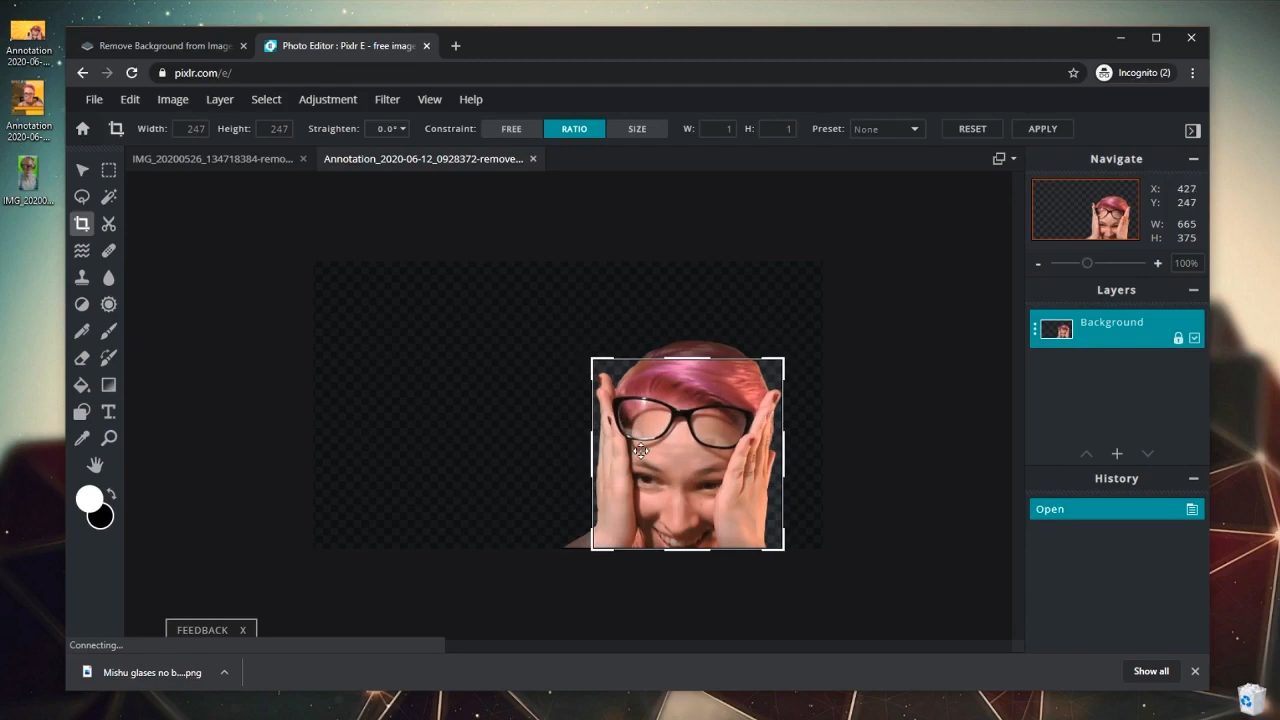 Annotation
2020-06-...
Annotation
2020-06-...
IMG_20200...
Remove Background from Image
Photo Editor : Pixlr E - free image
pixlr.com/e/
Incognito (2)
File Edit Image Layer Select Adjustment Filter View Help
Width: 247 Height: 247 Straighten: 0.0° Constraint: FREE RATIO SIZE W: 1 H: 1 Preset: None RESET APPLY
IMG_20200526_134718384-remo...
Annotation_2020-06-12_0928372-remove...
Navigate
X: 427
Y: 247
W: 665
H: 375
100%
Layers
Background
History
Open
FEEDBACK X
Connecting...
Mishu glases no b....png
Show all